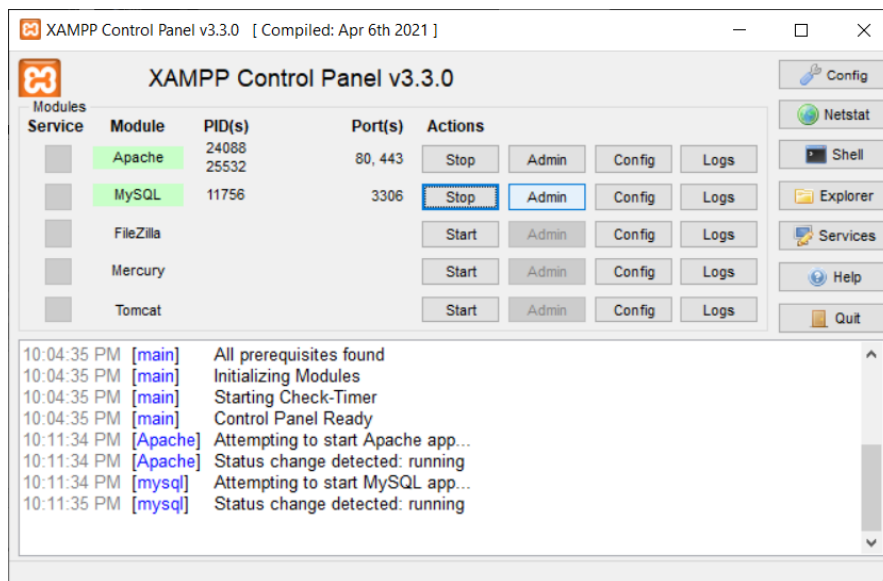 XAMPP Control Panel v3.3.0 [ Compiled: Apr 6th 2021 ]
XAMPP Control Panel v3.3.0
Config
Modules
Service Module PID(s) Port(s) Actions
Netstat
Apache 24088 25532 80, 443 Stop Admin Config Logs
Shell
MySQL 11756 3306 Stop Admin Config Logs
Explorer
FileZilla Start Admin Config Logs
Services
Mercury Start Admin Config Logs
Help
Tomcat Start Admin Config Logs
Quit
10:04:35 PM [main] All prerequisites found
10:04:35 PM [main] Initializing Modules
10:04:35 PM [main] Starting Check-Timer
10:04:35 PM [main] Control Panel Ready
10:11:34 PM [Apache] Attempting to start Apache app...
10:11:34 PM [Apache] Status change detected: running
10:11:34 PM [mysql] Attempting to start MySQL app...
10:11:35 PM [mysql] Status change detected: running